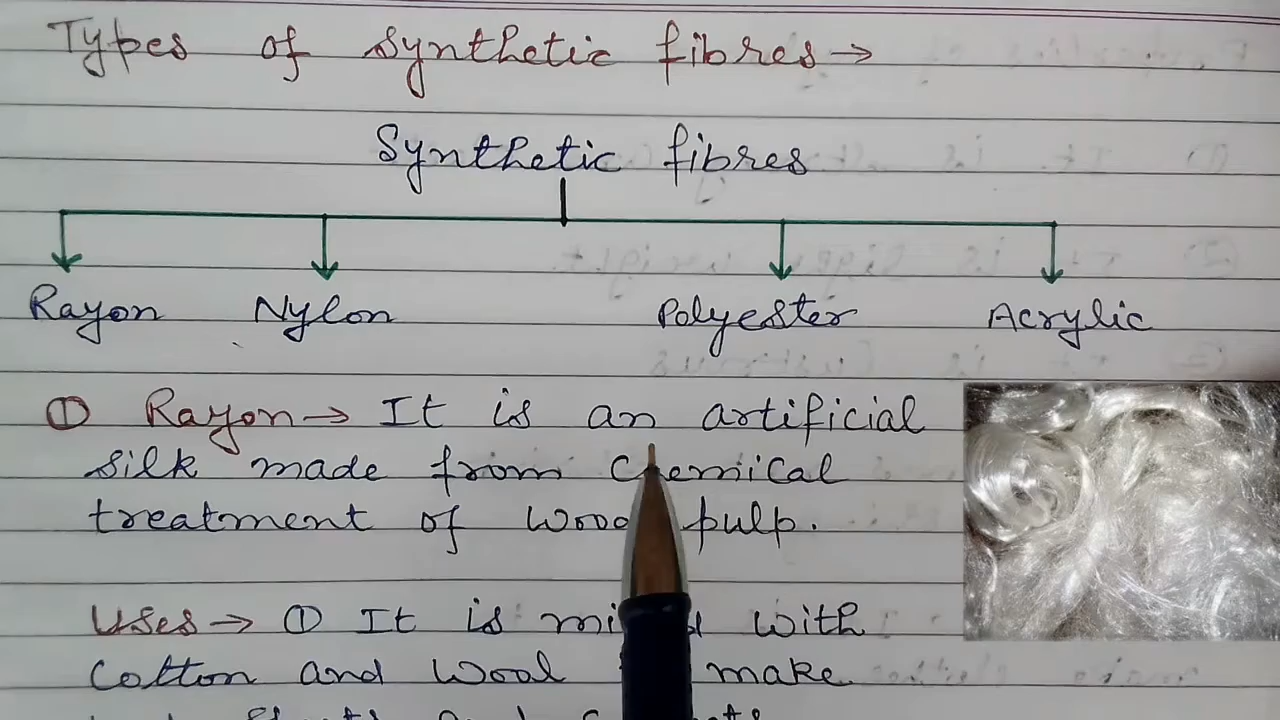 Types of synthetic fibres →
Synthetic fibres
Rayon Nylon Polyester Acrylic
① Rayon → It is an artificial
silk made from chemical
treatment of wood pulp.
Uses → ① It is with
Cotton and wool make